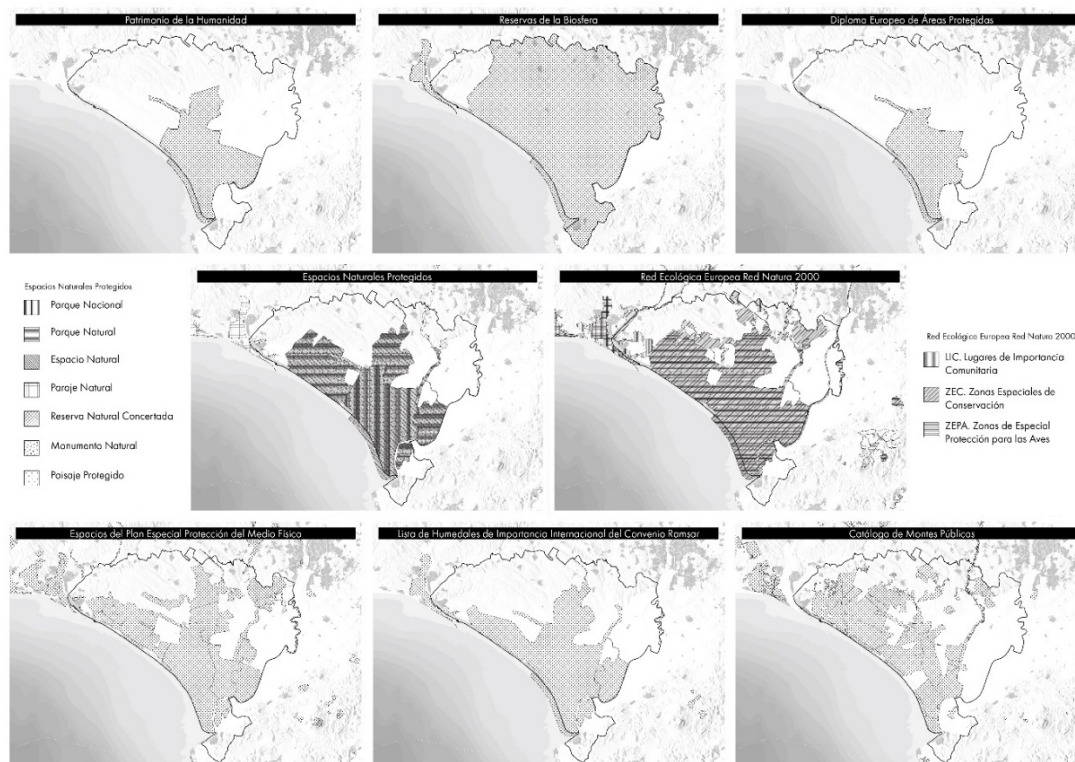 Patrimonio de la Humanidad
Reservas de la Biosfera
Diploma Europeo de Áreas Protegidas
Espacios Naturales Protegidos
Red Ecológica Europea Red Natura 2000
Espacios Naturales Protegidos
Parque Nacional
Parque Natural
Espacio Natural
Paraje Natural
Reserva Natural Concertada
Monumento Natural
Paisaje Protegido
Red Ecológica Europea Red Natura 2000
LIC. Lugares de Importancia
Comunitaria
ZEC. Zonas Especiales de
Conservación
ZEPA. Zonas de Especial
Protección para las Aves
Espacios del Plan Especial Protección del Medio Física
Lista de Humedales de Importancia Internacional del Convenio Ramsar
Catálogo de Montes Públicos